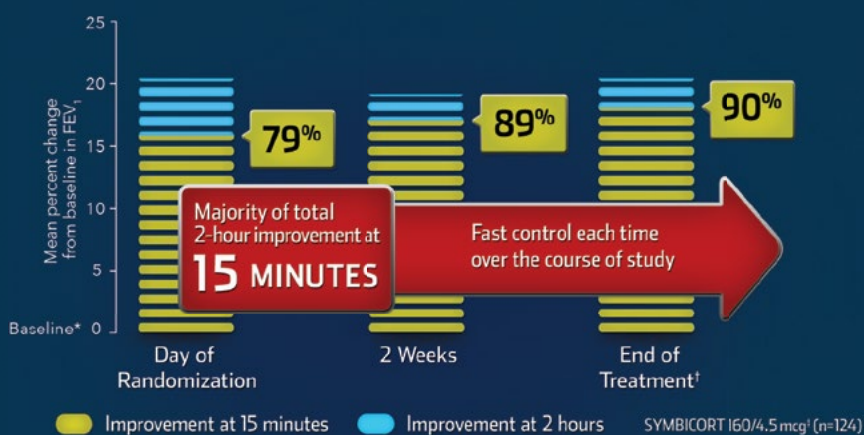 Mean percent change
from baseline in FEV₁
25
20
15
10
5
Baseline* 0
79%
89%
90%
Majority of total
2-hour improvement at
15 MINUTES
Fast control each time
over the course of study
Day of
Randomization
2 Weeks
End of
Treatment†
Improvement at 15 minutes
Improvement at 2 hours
SYMBICORT 160/4.5 mcg‡ (n=124)